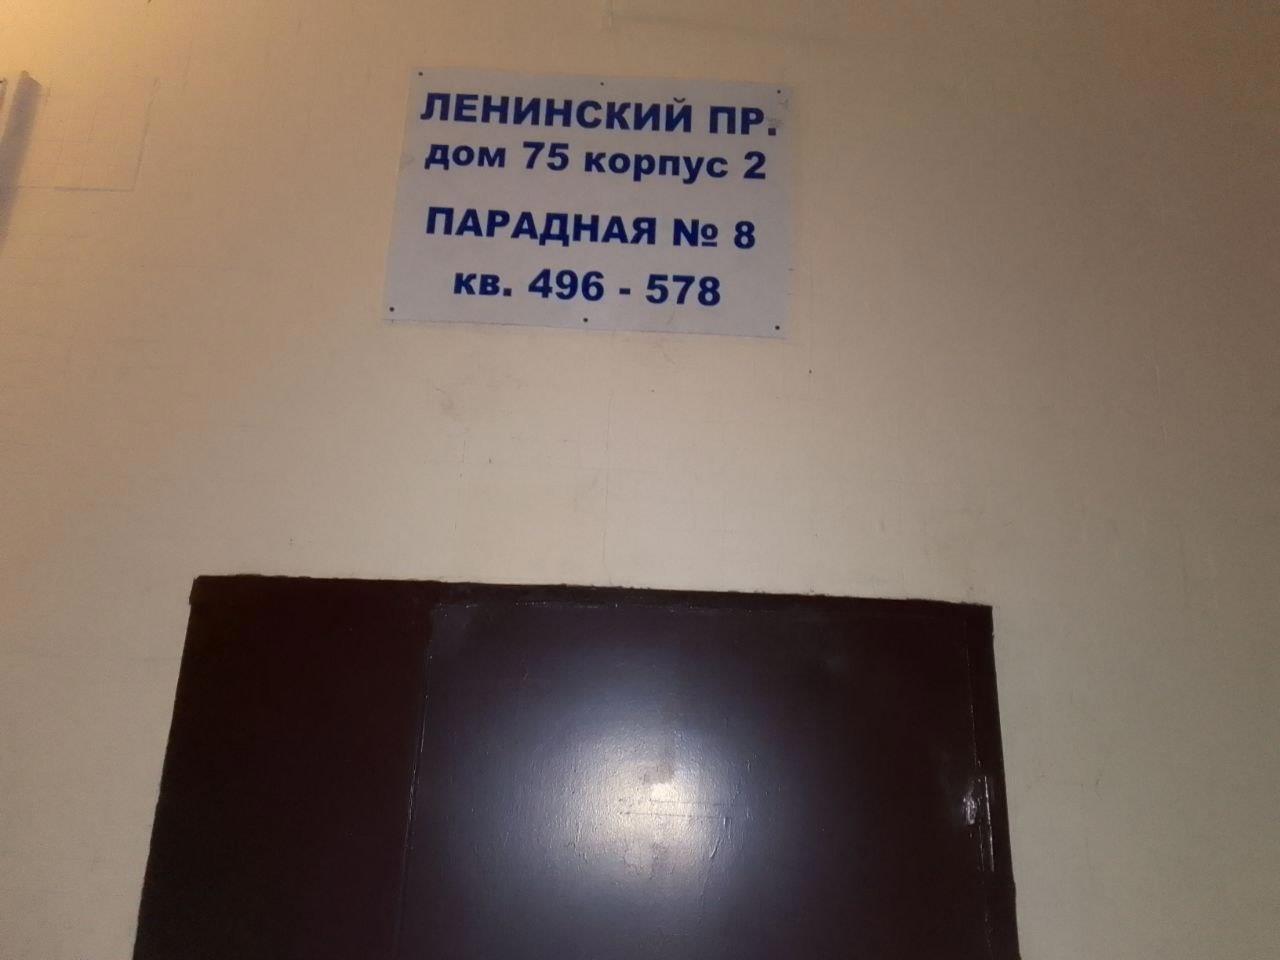 ЛЕНИНСКИЙ ПР.
дом 75 корпус 2
ПАРАДНАЯ № 8
кв. 496 - 578